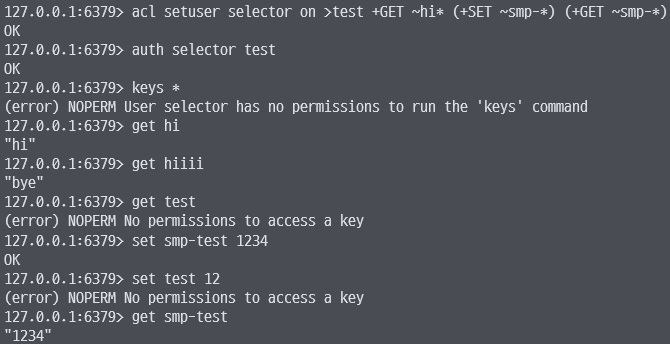 127.0.0.1:6379> acl setuser selector on >test +GET ~hi* (+SET ~smp-*) (+GET ~smp-*)
OK
127.0.0.1:6379> auth selector test
OK
127.0.0.1:6379> keys *
(error) NOPERM User selector has no permissions to run the 'keys' command
127.0.0.1:6379> get hi
"hi"
127.0.0.1:6379> get hiiii
"bye"
127.0.0.1:6379> get test
(error) NOPERM No permissions to access a key
127.0.0.1:6379> set smp-test 1234
OK
127.0.0.1:6379> set test 12
(error) NOPERM No permissions to access a key
127.0.0.1:6379> get smp-test
"1234"